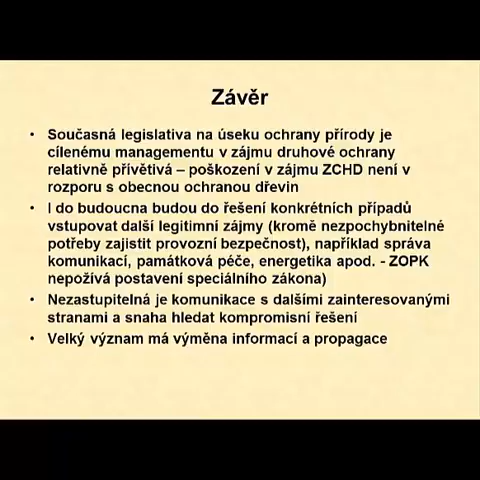 Závěr
• Současná legislativa na úseku ochrany přírody je
cílenému managementu v zájmu druhové ochrany
relativně přívětivá – poškození v zájmu ZCHD není v
rozporu s obecnou ochranou dřevin
• I do budoucna budou do řešení konkrétních případů
vstupovat další legitimní zájmy (kromě nezpochybnitelné
potřeby zajistit provozní bezpečnost), například správa
komunikací, památková péče, energetika apod. - ZOPK
nepožívá postavení speciálního zákona)
• Nezastupitelná je komunikace s dalšími zainteresovanými
stranami a snaha hledat kompromisní řešení
• Velký význam má výměna informací a propagace